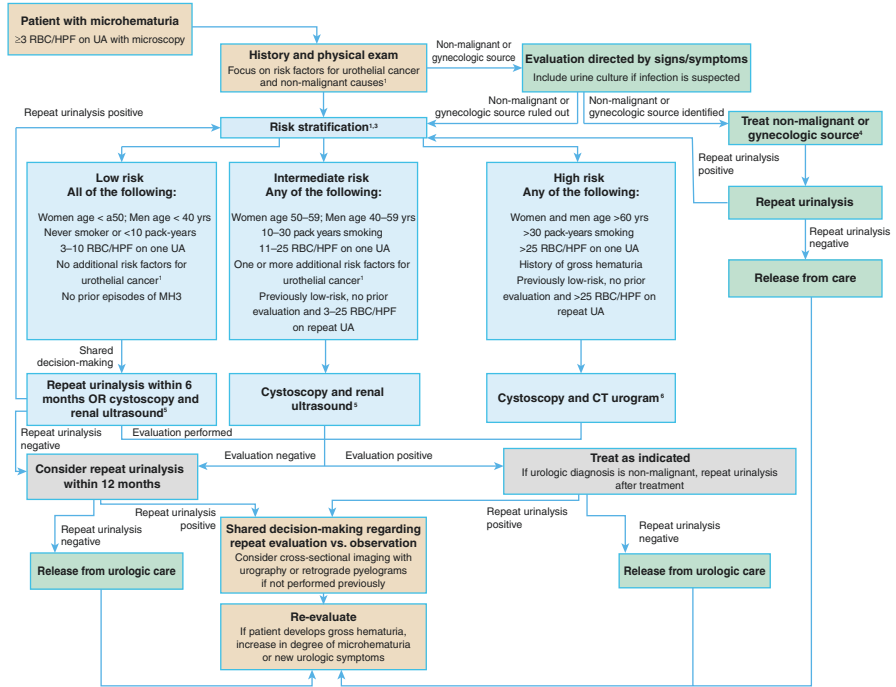 Patient with microhematuria
≥3 RBC/HPF on UA with microscopy
History and physical exam
Focus on risk factors for urothelial cancer
and non-malignant causes¹
Non-malignant or
gynecologic source
Evaluation directed by signs/symptoms
Include urine culture if infection is suspected
Repeat urinalysis positive
Non-malignant or
gynecologic source ruled out
Non-malignant or
gynecologic source identified
Risk stratification¹,³
Treat non-malignant or
gynecologic source⁴
Repeat urinalysis
positive
Repeat urinalysis
Repeat urinalysis
negative
Release from care
Low risk
All of the following:
Women age < a50; Men age < 40 yrs
Never smoker or <10 pack-years
3–10 RBC/HPF on one UA
No additional risk factors for
urothelial cancer¹
No prior episodes of MH3
Intermediate risk
Any of the following:
Women age 50–59; Men age 40–59 yrs
10–30 pack years smoking
11–25 RBC/HPF on one UA
One or more additional risk factors for
urothelial cancer¹
Previously low-risk, no prior
evaluation and 3–25 RBC/HPF
on repeat UA
High risk
Any of the following:
Women and men age >60 yrs
>30 pack-years smoking
>25 RBC/HPF on one UA
History of gross hematuria
Previously low-risk, no prior
evaluation and >25 RBC/HPF on
repeat UA
Shared
decision-making
Repeat urinalysis within 6
months OR cystoscopy and
renal ultrasound⁵
Cystoscopy and renal
ultrasound⁵
Cystoscopy and CT urogram⁶
Repeat urinalysis
negative
Evaluation performed
Evaluation negative
Evaluation positive
Consider repeat urinalysis
within 12 months
Treat as indicated
If urologic diagnosis is non-malignant, repeat urinalysis
after treatment
Repeat urinalysis
negative
Repeat urinalysis
positive
Shared decision-making regarding
repeat evaluation vs. observation
Consider cross-sectional imaging with
urography or retrograde pyelograms
if not performed previously
Repeat urinalysis
positive
Repeat urinalysis
negative
Release from urologic care
Release from urologic care
Re-evaluate
If patient develops gross hematuria,
increase in degree of microhematuria
or new urologic symptoms